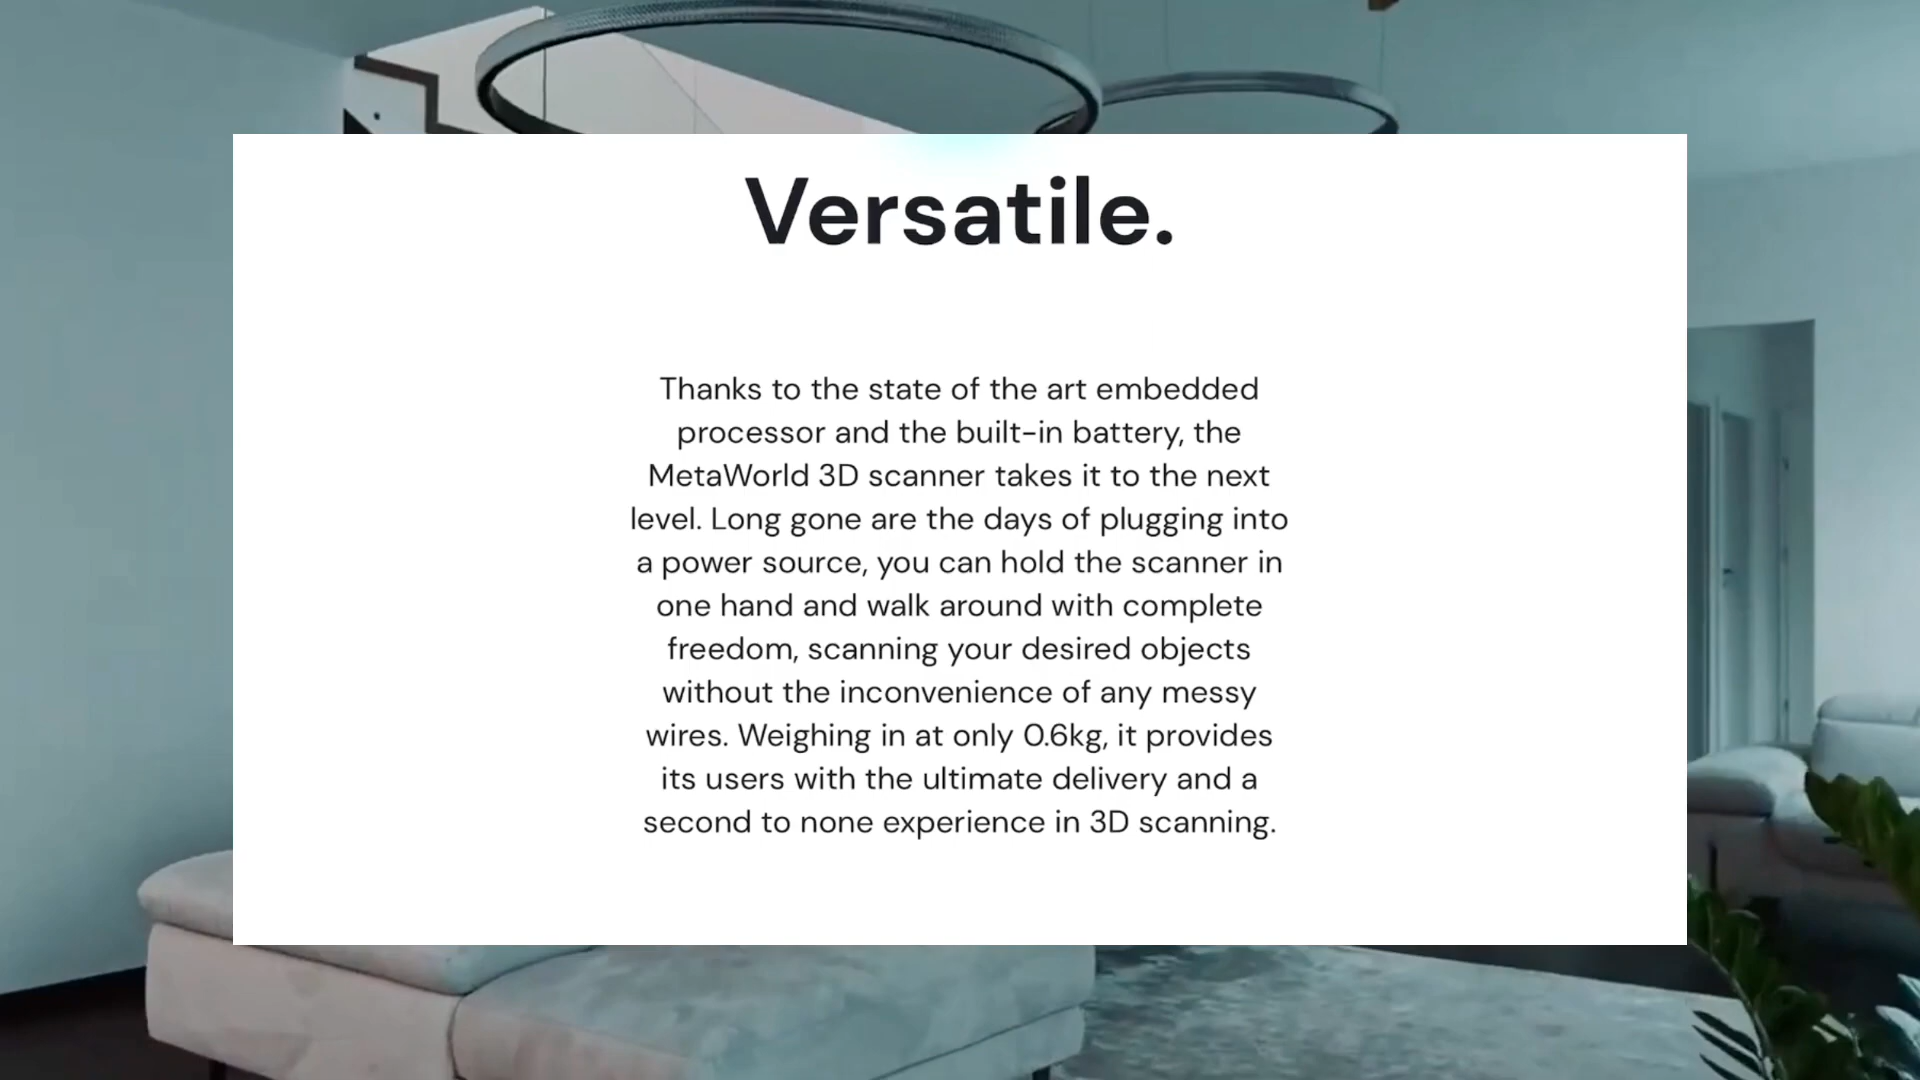 Versatile.
Thanks to the state of the art embedded
processor and the built-in battery, the
MetaWorld 3D scanner takes it to the next
level. Long gone are the days of plugging into
a power source, you can hold the scanner in
one hand and walk around with complete
freedom, scanning your desired objects
without the inconvenience of any messy
wires. Weighing in at only 0.6kg, it provides
its users with the ultimate delivery and a
second to none experience in 3D scanning.